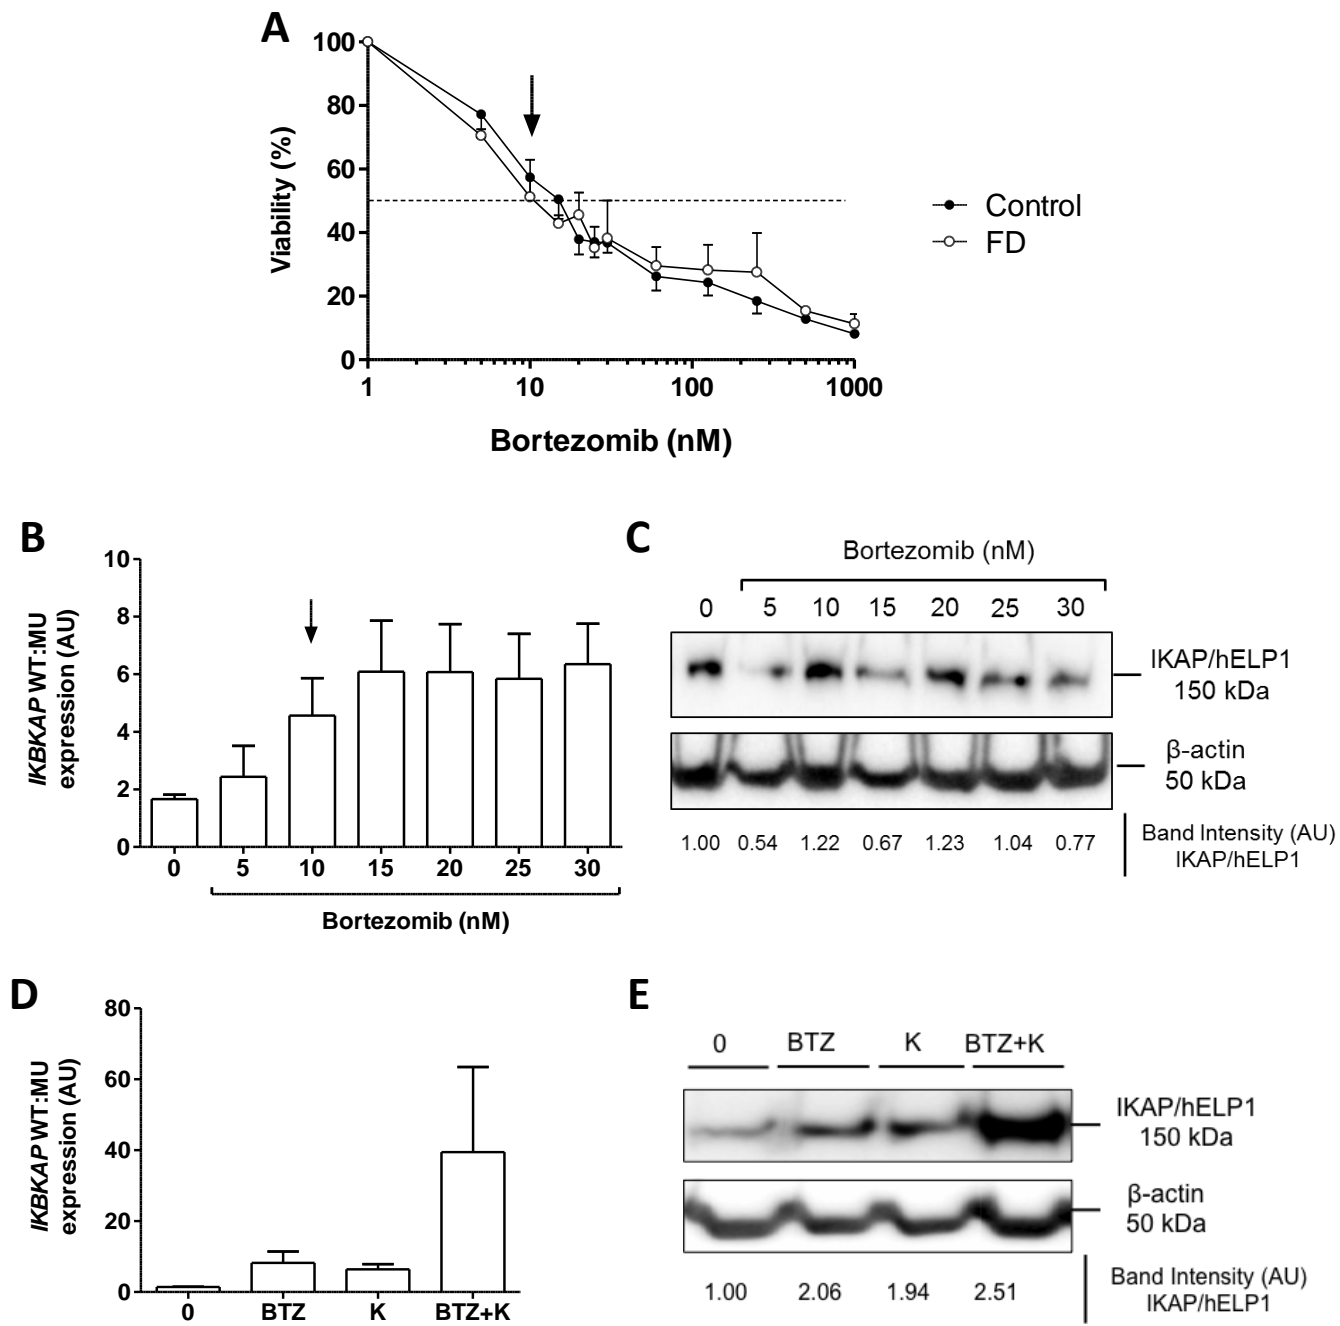 A
100
80
60
40
20
0
Viability (%)
1 10 100 1000
Bortezomib (nM)
Control
FD
B
10
8
6
4
2
0
IKBKAP WT:MU
expression (AU)
0 5 10 15 20 25 30
Bortezomib (nM)
C
Bortezomib (nM)
0 5 10 15 20 25 30
IKAP/hELP1
150 kDa
β-actin
50 kDa
1.00 0.54 1.22 0.67 1.23 1.04 0.77
Band Intensity (AU)
IKAP/hELP1
D
80
60
40
20
0
IKBKAP WT:MU
expression (AU)
0 BTZ K BTZ+K
E
0 BTZ K BTZ+K
IKAP/hELP1
150 kDa
β-actin
50 kDa
1.00 2.06 1.94 2.51
Band Intensity (AU)
IKAP/hELP1